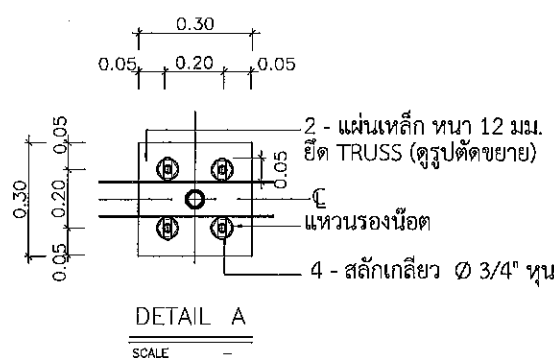 0.30
0.05 0.20 0.05
0.05
0.30
0.20
0.05
0.05
2 - แผ่นเหล็ก หนา 12 มม.
ยึด TRUSS (ดูรูปตัดขยาย)
℄
แหวนรองน๊อต
4 - สลักเกลียว Ø 3/4" หุน
DETAIL A
SCALE -